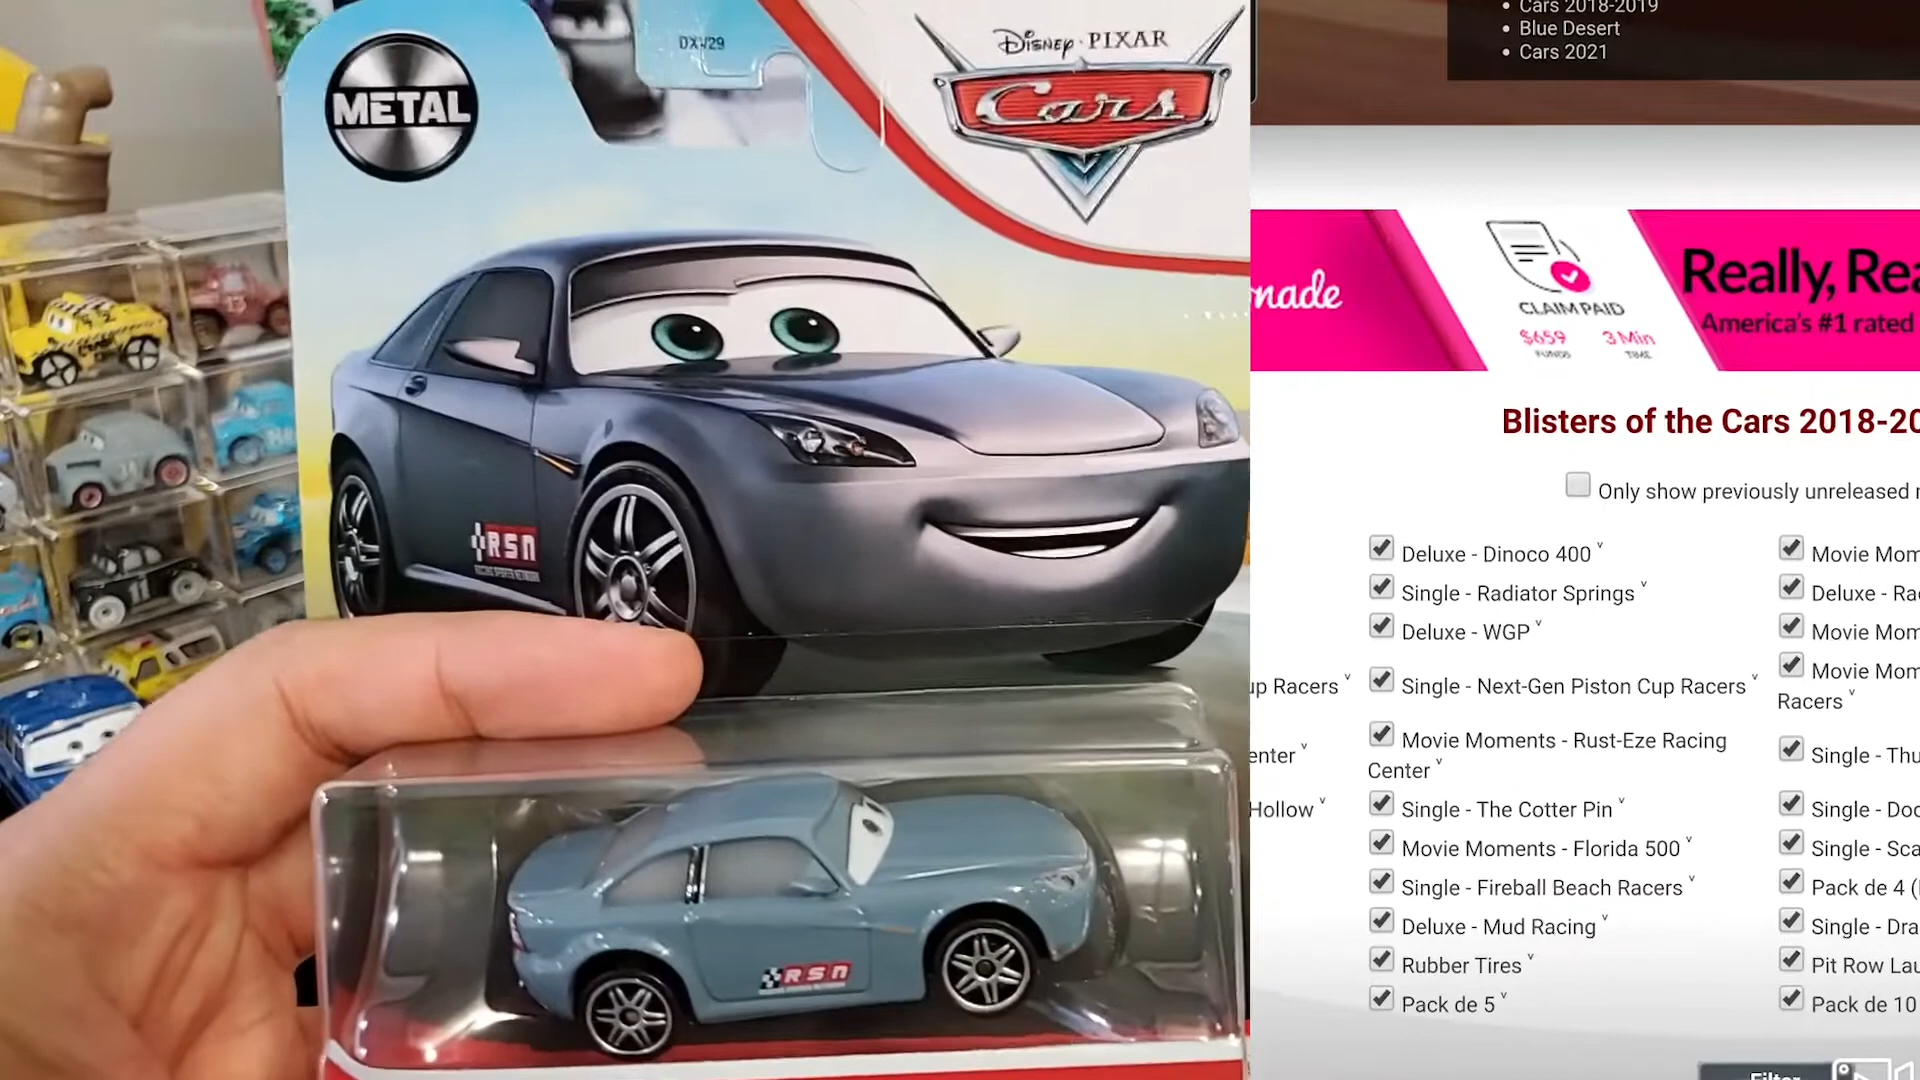 DXV29
METAL
Disney·PIXAR
Cars
RSN
RSN
34
11
Cars 2018-2019
Blue Desert
Cars 2021
nade
CLAIM PAID
$659
3 Min
FUNDS
TIME
Really, Rea
America's #1 rated
Blisters of the Cars 2018-20
Only show previously unreleased r
Deluxe - Dinoco 400 v
Movie Mom
Single - Radiator Springs v
Deluxe - Ra
Deluxe - WGP v
Movie Mom
up Racers v
Single - Next-Gen Piston Cup Racers v
Movie Mom
Racers v
Movie Moments - Rust-Eze Racing
Center v
enter v
Single - Thu
Hollow v
Single - The Cotter Pin v
Single - Doc
Movie Moments - Florida 500 v
Single - Sca
Single - Fireball Beach Racers v
Pack de 4 (
Deluxe - Mud Racing v
Single - Dra
Rubber Tires v
Pit Row Lau
Pack de 5 v
Pack de 10
Filter